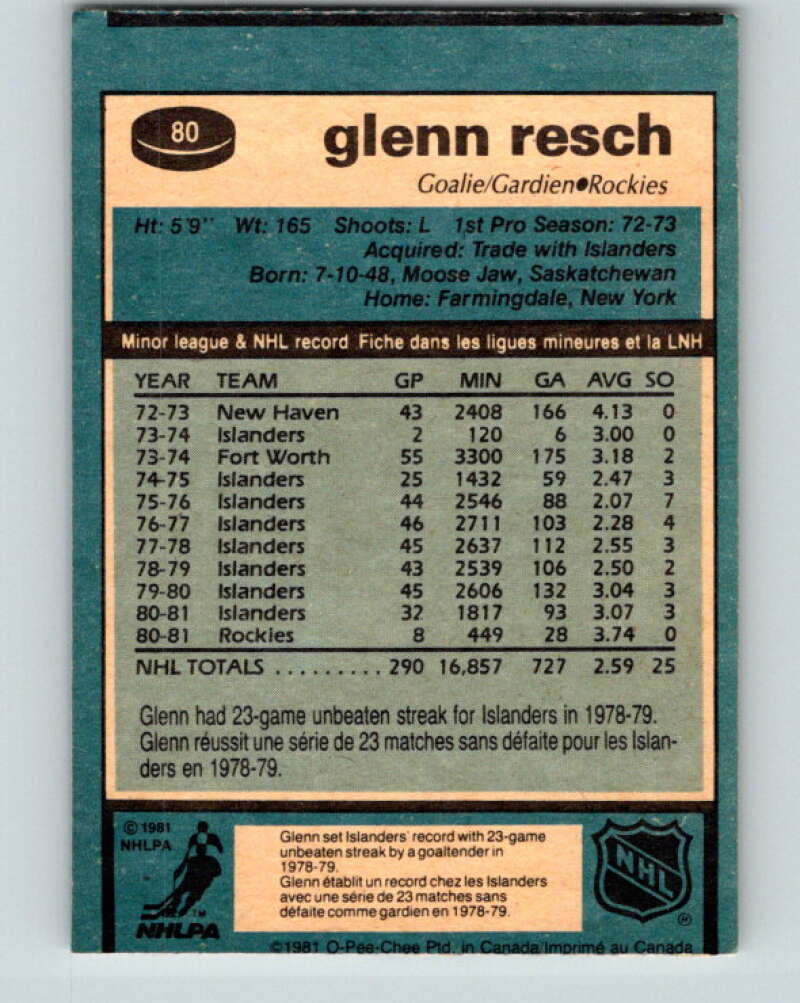 80
glenn resch
Goalie/Gardien●Rockies
Ht: 5'9" Wt: 165 Shoots: L 1st Pro Season: 72-73
Acquired: Trade with Islanders
Born: 7-10-48, Moose Jaw, Saskatchewan
Home: Farmingdale, New York
Minor league & NHL record Fiche dans les ligues mineures et la LNH
YEAR TEAM GP MIN GA AVG SO
72-73 New Haven 43 2408 166 4.13 0
73-74 Islanders 2 120 6 3.00 0
73-74 Fort Worth 55 3300 175 3.18 2
74-75 Islanders 25 1432 59 2.47 3
75-76 Islanders 44 2546 88 2.07 7
76-77 Islanders 46 2711 103 2.28 4
77-78 Islanders 45 2637 112 2.55 3
78-79 Islanders 43 2539 106 2.50 2
79-80 Islanders 45 2606 132 3.04 3
80-81 Islanders 32 1817 93 3.07 3
80-81 Rockies 8 449 28 3.74 0
NHL TOTALS ......... 290 16,857 727 2.59 25
Glenn had 23-game unbeaten streak for Islanders in 1978-79.
Glenn réussit une série de 23 matches sans défaite pour les Islan-
ders en 1978-79.
© 1981
NHLPA
TM
NHLPA
Glenn set Islanders' record with 23-game
unbeaten streak by a goaltender in
1978-79.
Glenn établit un record chez les Islanders
avec une série de 23 matches sans
défaite comme gardien en 1978-79.
NHL
®
©1981 O-Pee-Chee Ptd. in Canada/Imprimé au Canada